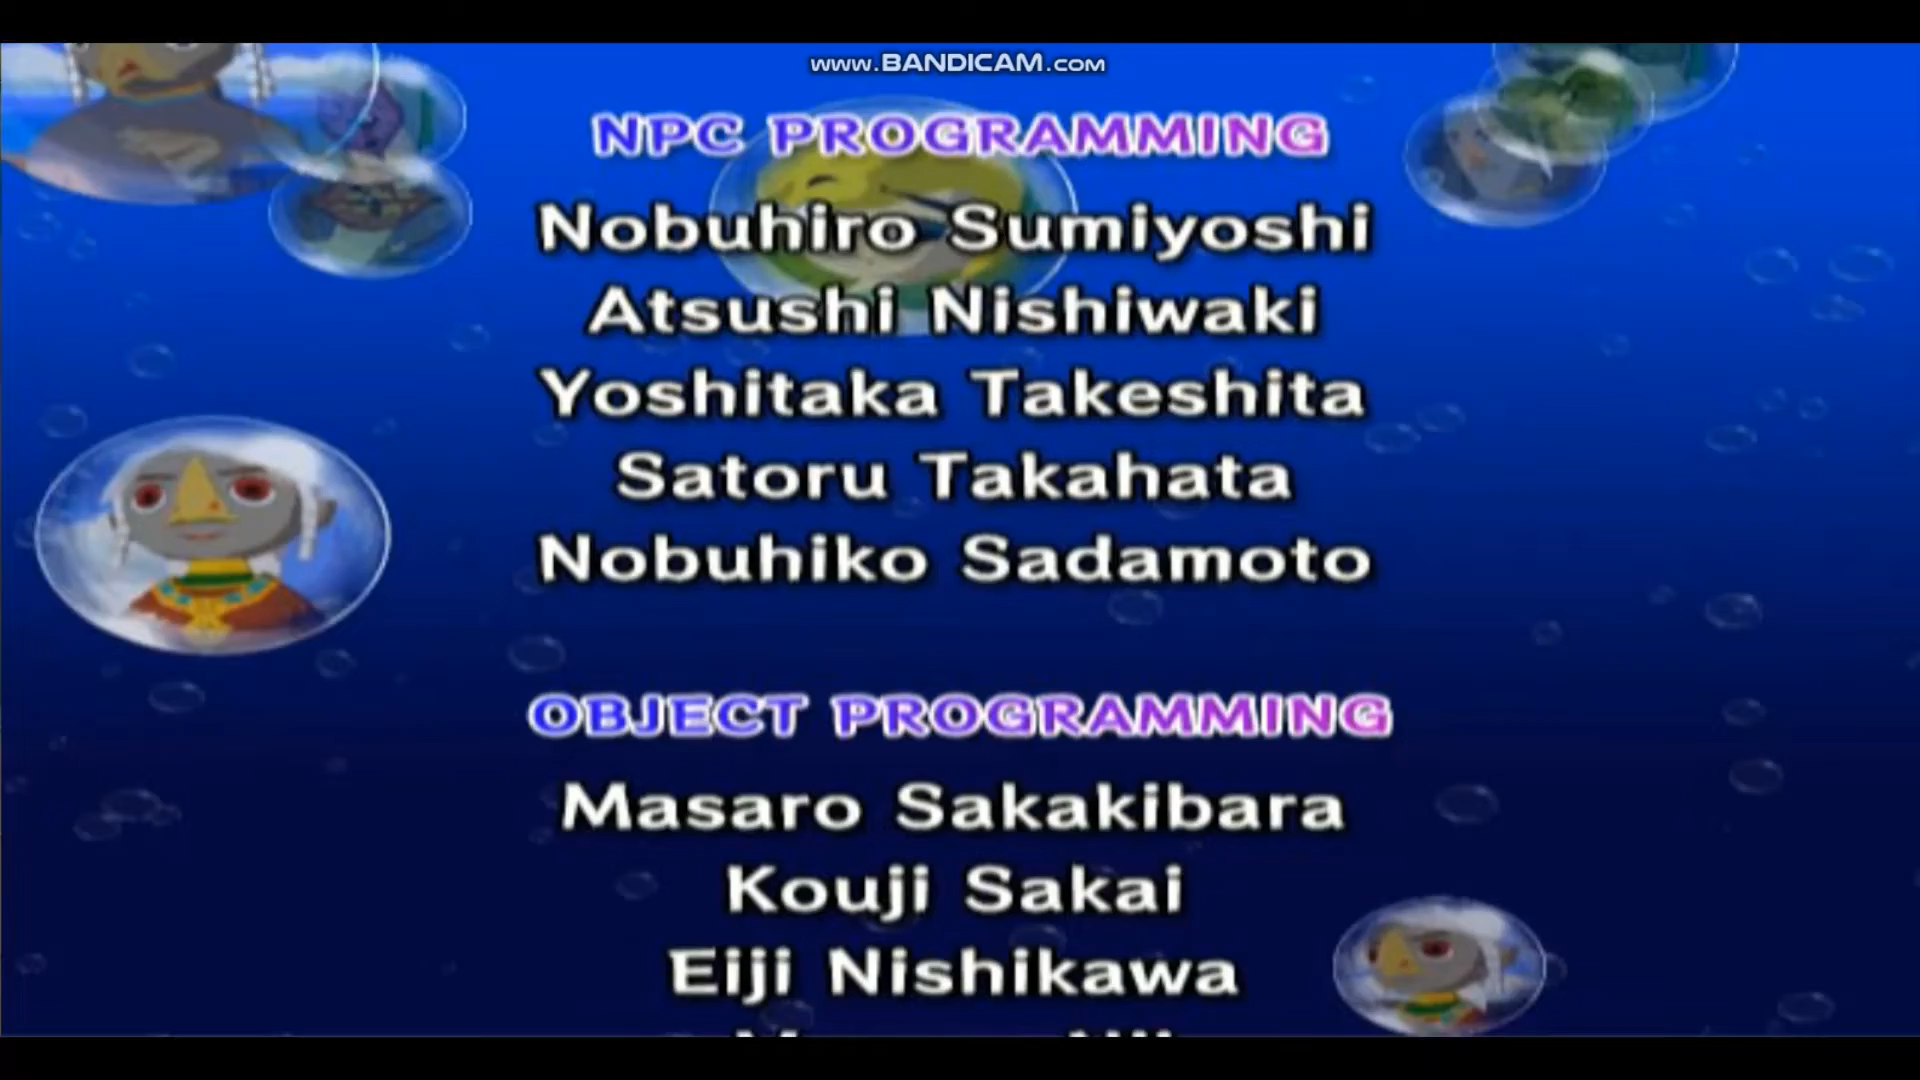 www.BANDICAM.com
NPC PROGRAMMING
Nobuhiro Sumiyoshi
Atsushi Nishiwaki
Yoshitaka Takeshita
Satoru Takahata
Nobuhiko Sadamoto
OBJECT PROGRAMMING
Masaro Sakakibara
Kouji Sakai
Eiji Nishikawa